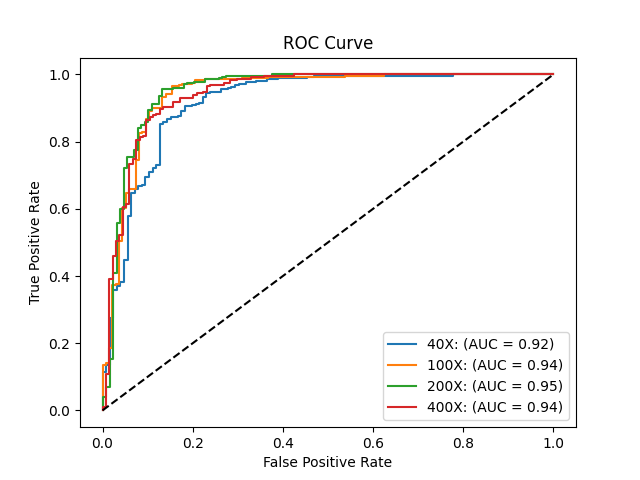 ROC Curve
True Positive Rate
1.0
0.8
0.6
0.4
0.2
0.0
40X: (AUC = 0.92)
100X: (AUC = 0.94)
200X: (AUC = 0.95)
400X: (AUC = 0.94)
0.0 0.2 0.4 0.6 0.8 1.0
False Positive Rate